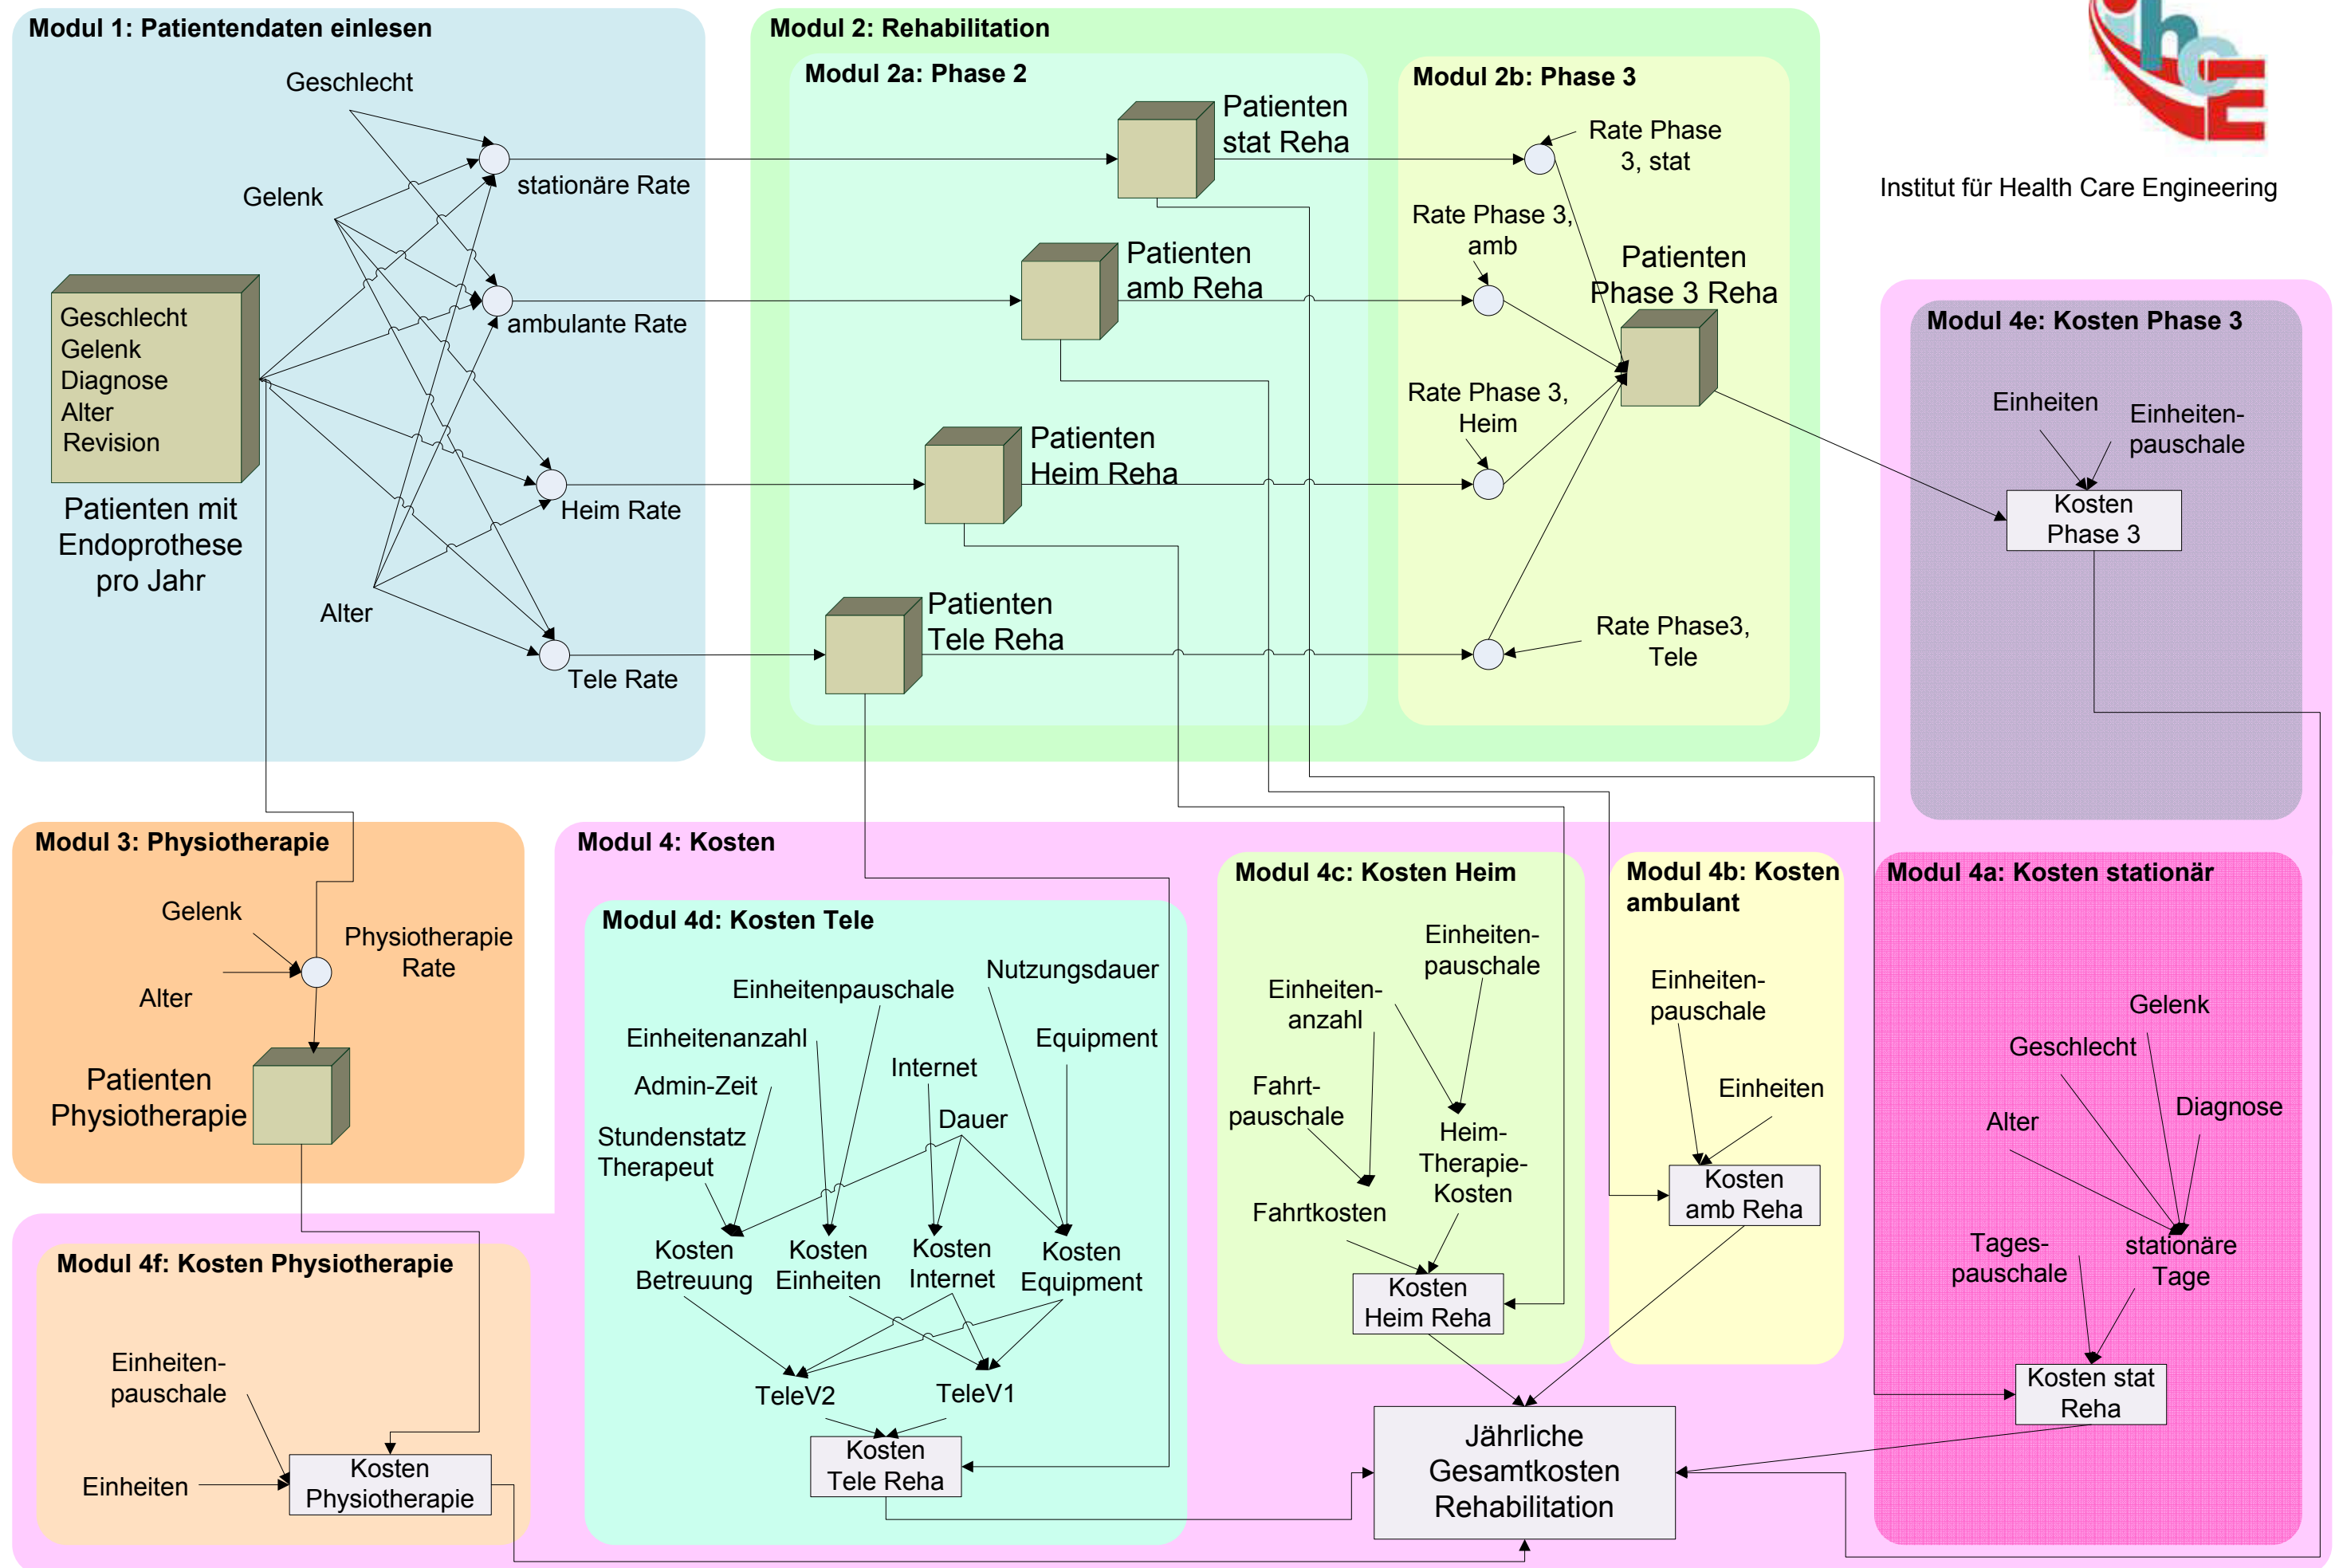 ihcE
Institut für Health Care Engineering
Modul 1: Patientendaten einlesen
Geschlecht
Gelenk
stationäre Rate
ambulante Rate
Heim Rate
Tele Rate
Alter
Geschlecht
Gelenk
Diagnose
Alter
Revision
Patienten mit
Endoprothese
pro Jahr
Modul 2: Rehabilitation
Modul 2a: Phase 2
Patienten
stat Reha
Patienten
amb Reha
Patienten
Heim Reha
Patienten
Tele Reha
Modul 2b: Phase 3
Rate Phase
3, stat
Rate Phase 3,
amb
Patienten
Phase 3 Reha
Rate Phase 3,
Heim
Rate Phase3,
Tele
Modul 4e: Kosten Phase 3
Einheiten
Einheiten-
pauschale
Kosten
Phase 3
Modul 3: Physiotherapie
Gelenk
Physiotherapie
Rate
Alter
Patienten
Physiotherapie
Modul 4: Kosten
Modul 4d: Kosten Tele
Nutzungsdauer
Einheitenpauschale
Einheitenanzahl
Equipment
Internet
Admin-Zeit
Dauer
Stundenstatz
Therapeut
Kosten
Betreuung
Kosten
Einheiten
Kosten
Internet
Kosten
Equipment
TeleV2
TeleV1
Kosten
Tele Reha
Modul 4c: Kosten Heim
Einheiten-
pauschale
Einheiten-
anzahl
Fahrt-
pauschale
Heim-
Therapie-
Kosten
Fahrtkosten
Kosten
Heim Reha
Modul 4b: Kosten
ambulant
Einheiten-
pauschale
Einheiten
Kosten
amb Reha
Modul 4a: Kosten stationär
Gelenk
Geschlecht
Diagnose
Alter
Tages-
pauschale
stationäre
Tage
Kosten stat
Reha
Modul 4f: Kosten Physiotherapie
Einheiten-
pauschale
Einheiten
Kosten
Physiotherapie
Jährliche
Gesamtkosten
Rehabilitation